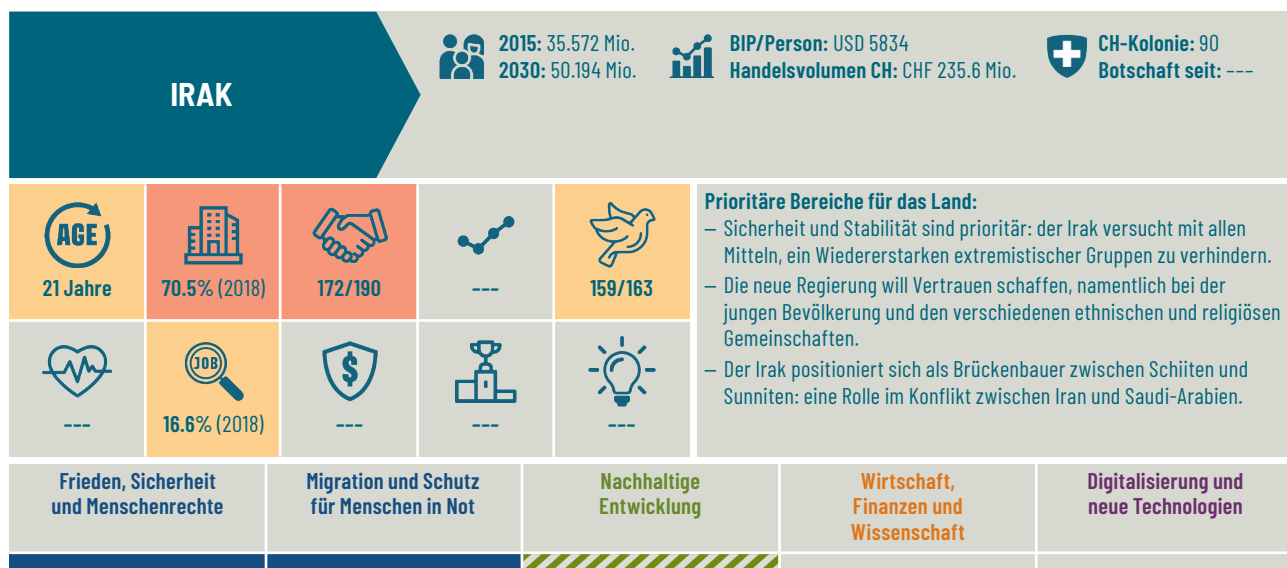 IRAK
2015: 35.572 Mio.
2030: 50.194 Mio.
BIP/Person: USD 5834
Handelsvolumen CH: CHF 235.6 Mio.
CH-Kolonie: 90
Botschaft seit: ---
AGE
21 Jahre
70.5% (2018)
172/190
---
159/163
---
JOB
16.6% (2018)
$
---
---
---
Prioritäre Bereiche für das Land:
– Sicherheit und Stabilität sind prioritär: der Irak versucht mit allen
Mitteln, ein Wiedererstarken extremistischer Gruppen zu verhindern.
– Die neue Regierung will Vertrauen schaffen, namentlich bei der
jungen Bevölkerung und den verschiedenen ethnischen und religiösen
Gemeinschaften.
– Der Irak positioniert sich als Brückenbauer zwischen Schiiten und
Sunniten: eine Rolle im Konflikt zwischen Iran und Saudi-Arabien.
Frieden, Sicherheit
und Menschenrechte
Migration und Schutz
für Menschen in Not
Nachhaltige
Entwicklung
Wirtschaft,
Finanzen und
Wissenschaft
Digitalisierung und
neue Technologien